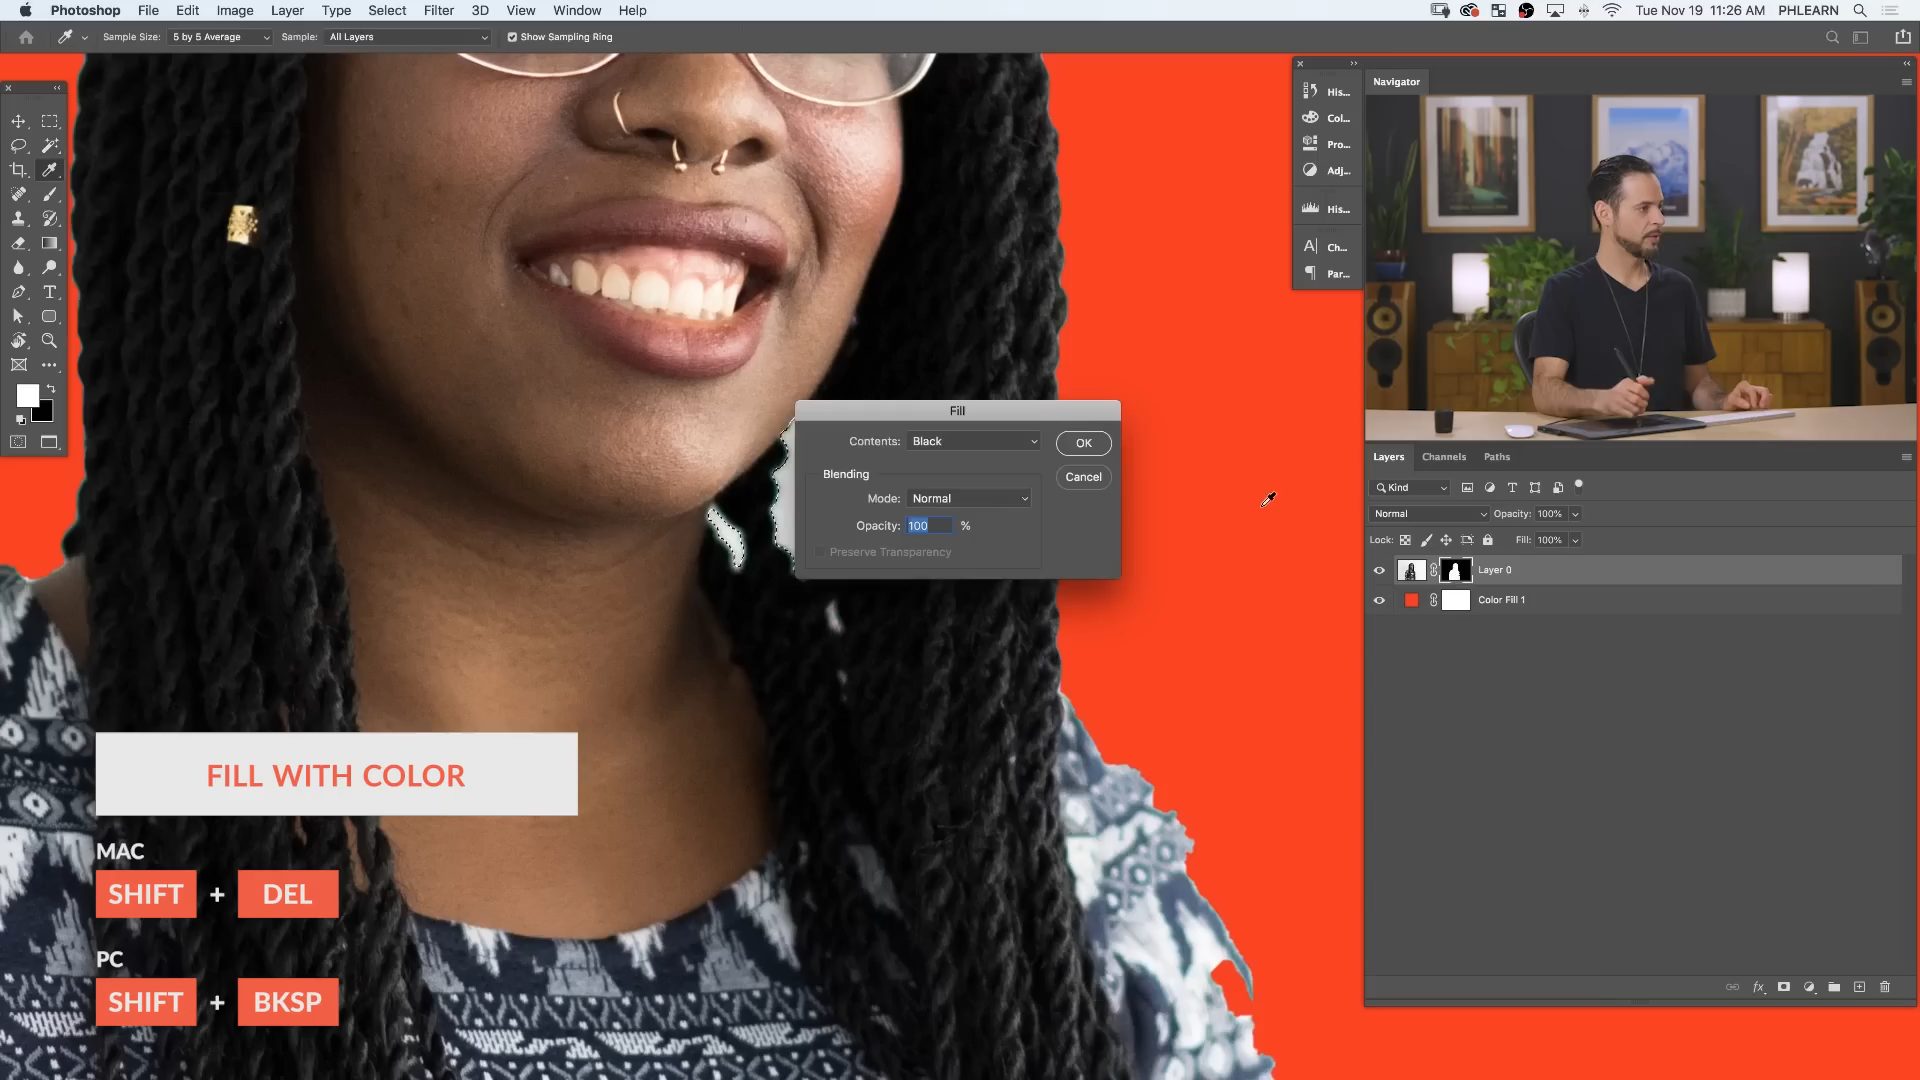 Photoshop File Edit Image Layer Type Select Filter 3D View Window Help Tue Nov 19 11:26 AM PHLEARN
Sample Size: 5 by 5 Average Sample: All Layers Show Sampling Ring
Navigator
His...
Col...
Pro...
Adj...
His...
Ch...
Par...
Fill
Contents: Black
OK
Blending
Cancel
Mode: Normal
Opacity: 100 %
Preserve Transparency
Layers Channels Paths
Kind
Normal Opacity: 100%
Lock: Fill: 100%
Layer 0
Color Fill 1
fx
FILL WITH COLOR
MAC
SHIFT + DEL
PC
SHIFT + BKSP